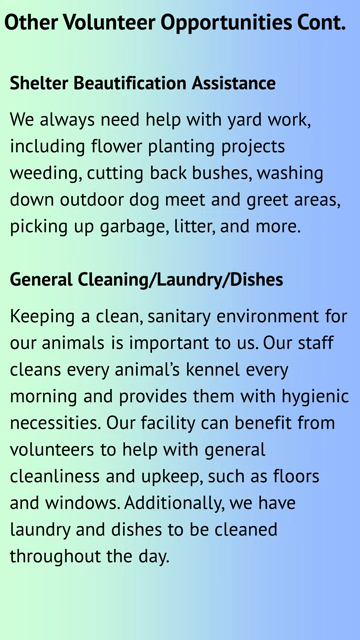 Other Volunteer Opportunities Cont.
Shelter Beautification Assistance
We always need help with yard work,
including flower planting projects
weeding, cutting back bushes, washing
down outdoor dog meet and greet areas,
picking up garbage, litter, and more.
General Cleaning/Laundry/Dishes
Keeping a clean, sanitary environment for
our animals is important to us. Our staff
cleans every animal’s kennel every
morning and provides them with hygienic
necessities. Our facility can benefit from
volunteers to help with general
cleanliness and upkeep, such as floors
and windows. Additionally, we have
laundry and dishes to be cleaned
throughout the day.